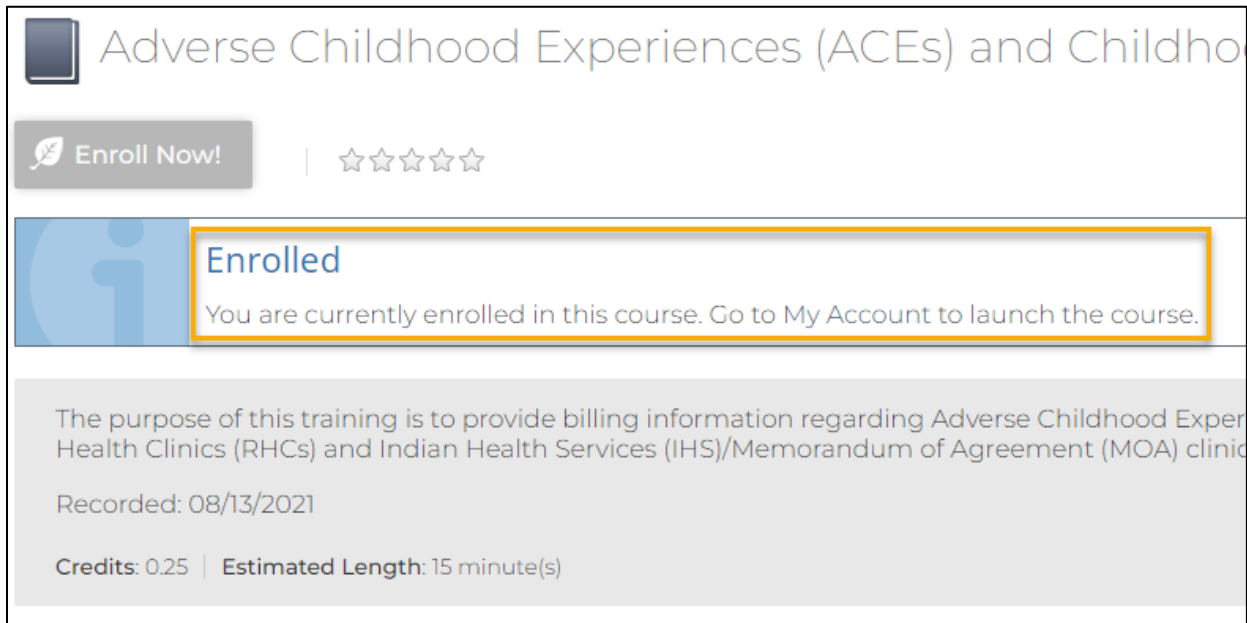 Adverse Childhood Experiences (ACEs) and
Enroll Now!
Enrolled
You are currently enrolled in this course. Go to My Account to launch the course.
The purpose of this training is to provide billing information regarding Adverse Childhood
Health Clinics (RHCs) and Indian Health Services (IHS)/Memorandum of Agreement (MOA)
Recorded: 08/13/2021
Credits: 0.25 | Estimated Length: 15 minute(s)